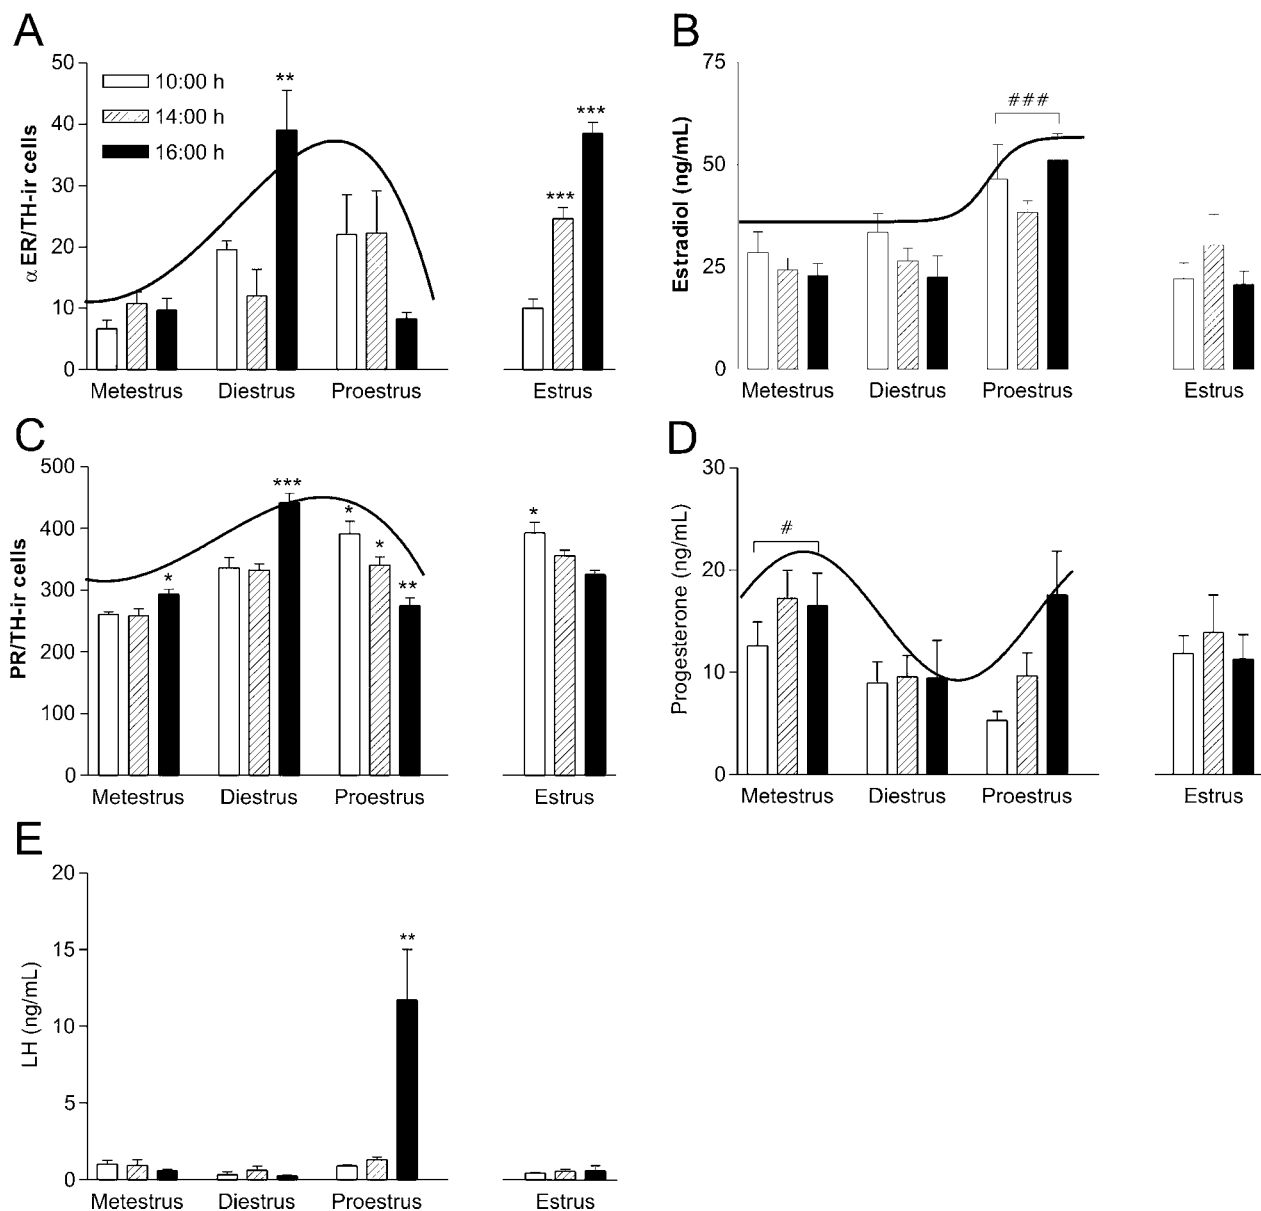 A
50
40
30
20
10
0
α ER/TH-ir cells
10:00 h
14:00 h
16:00 h
**
***
***
Metestrus Diestrus Proestrus Estrus
B
75
50
25
0
Estradiol (ng/mL)
###
Metestrus Diestrus Proestrus Estrus
C
500
400
300
200
100
0
PR/TH-ir cells
*
***
*
*
**
*
Metestrus Diestrus Proestrus Estrus
D
30
20
10
0
Progesterone (ng/mL)
#
Metestrus Diestrus Proestrus Estrus
E
20
15
10
5
0
LH (ng/mL)
**
Metestrus Diestrus Proestrus Estrus